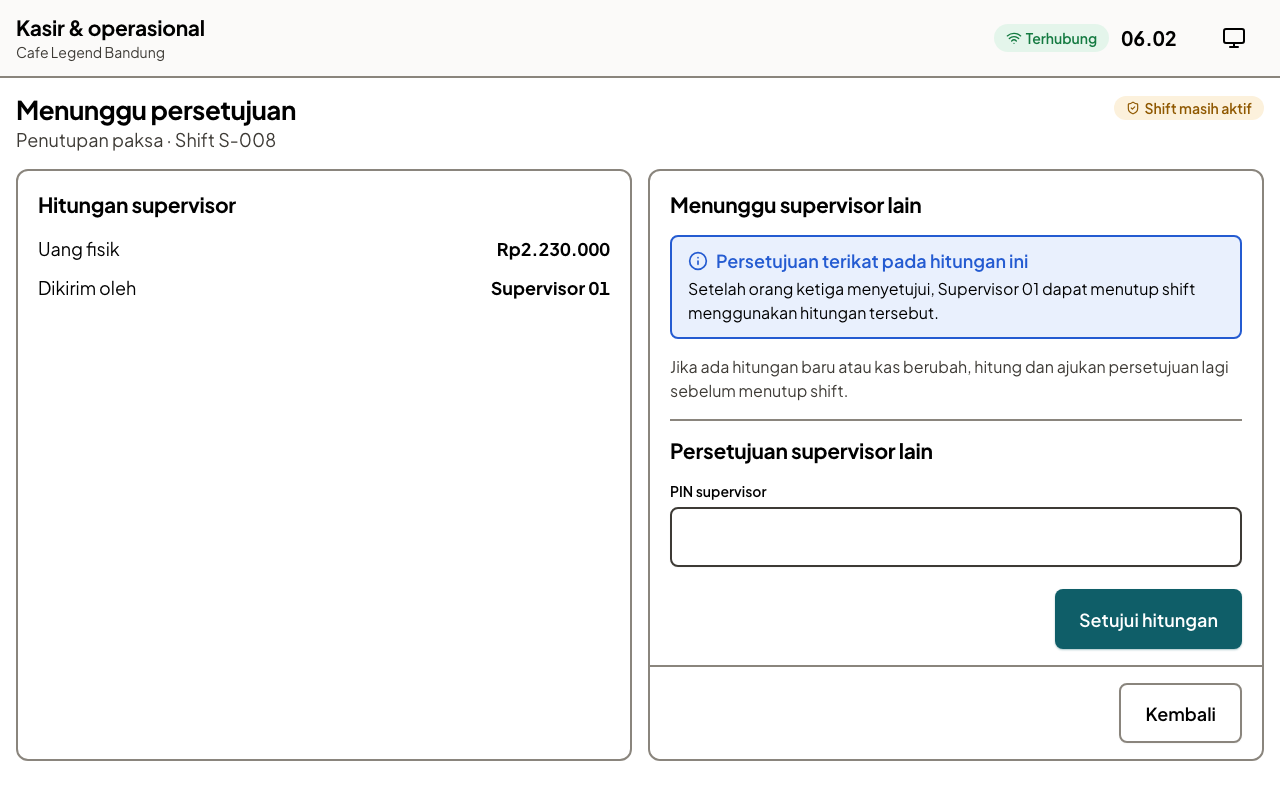 Kasir & operasional
Cafe Legend Bandung
Terhubung
06.02
Menunggu persetujuan
Penutupan paksa · Shift S-008
Shift masih aktif
Hitungan supervisor
Uang fisik
Rp2.230.000
Dikirim oleh
Supervisor 01
Menunggu supervisor lain
Persetujuan terikat pada hitungan ini
Setelah orang ketiga menyetujui, Supervisor 01 dapat menutup shift
menggunakan hitungan tersebut.
Jika ada hitungan baru atau kas berubah, hitung dan ajukan persetujuan lagi
sebelum menutup shift.
Persetujuan supervisor lain
PIN supervisor
Setujui hitungan
Kembali